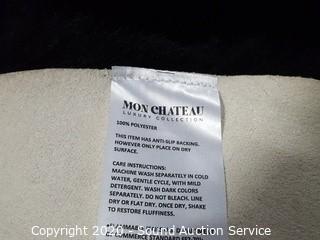 MON CHATEAU
LUXURY COLLECTION
100% POLYESTER
THIS ITEM HAS ANTI-SLIP BACKING.
HOWEVER ONLY PLACE ON DRY
SURFACE.
CARE INSTRUCTIONS:
MACHINE WASH SEPARATELY IN COLD
WATER, GENTLE CYCLE, WITH MILD
DETERGENT. WASH DARK COLORS
SEPARATELY. DO NOT BLEACH. LINE
DRY OR FLAT DRY. ONCE DRY, SHAKE
TO RESTORE FLUFFINESS.
COMMERCE STANDARD
Copyright 2020 - Sound Auction Service